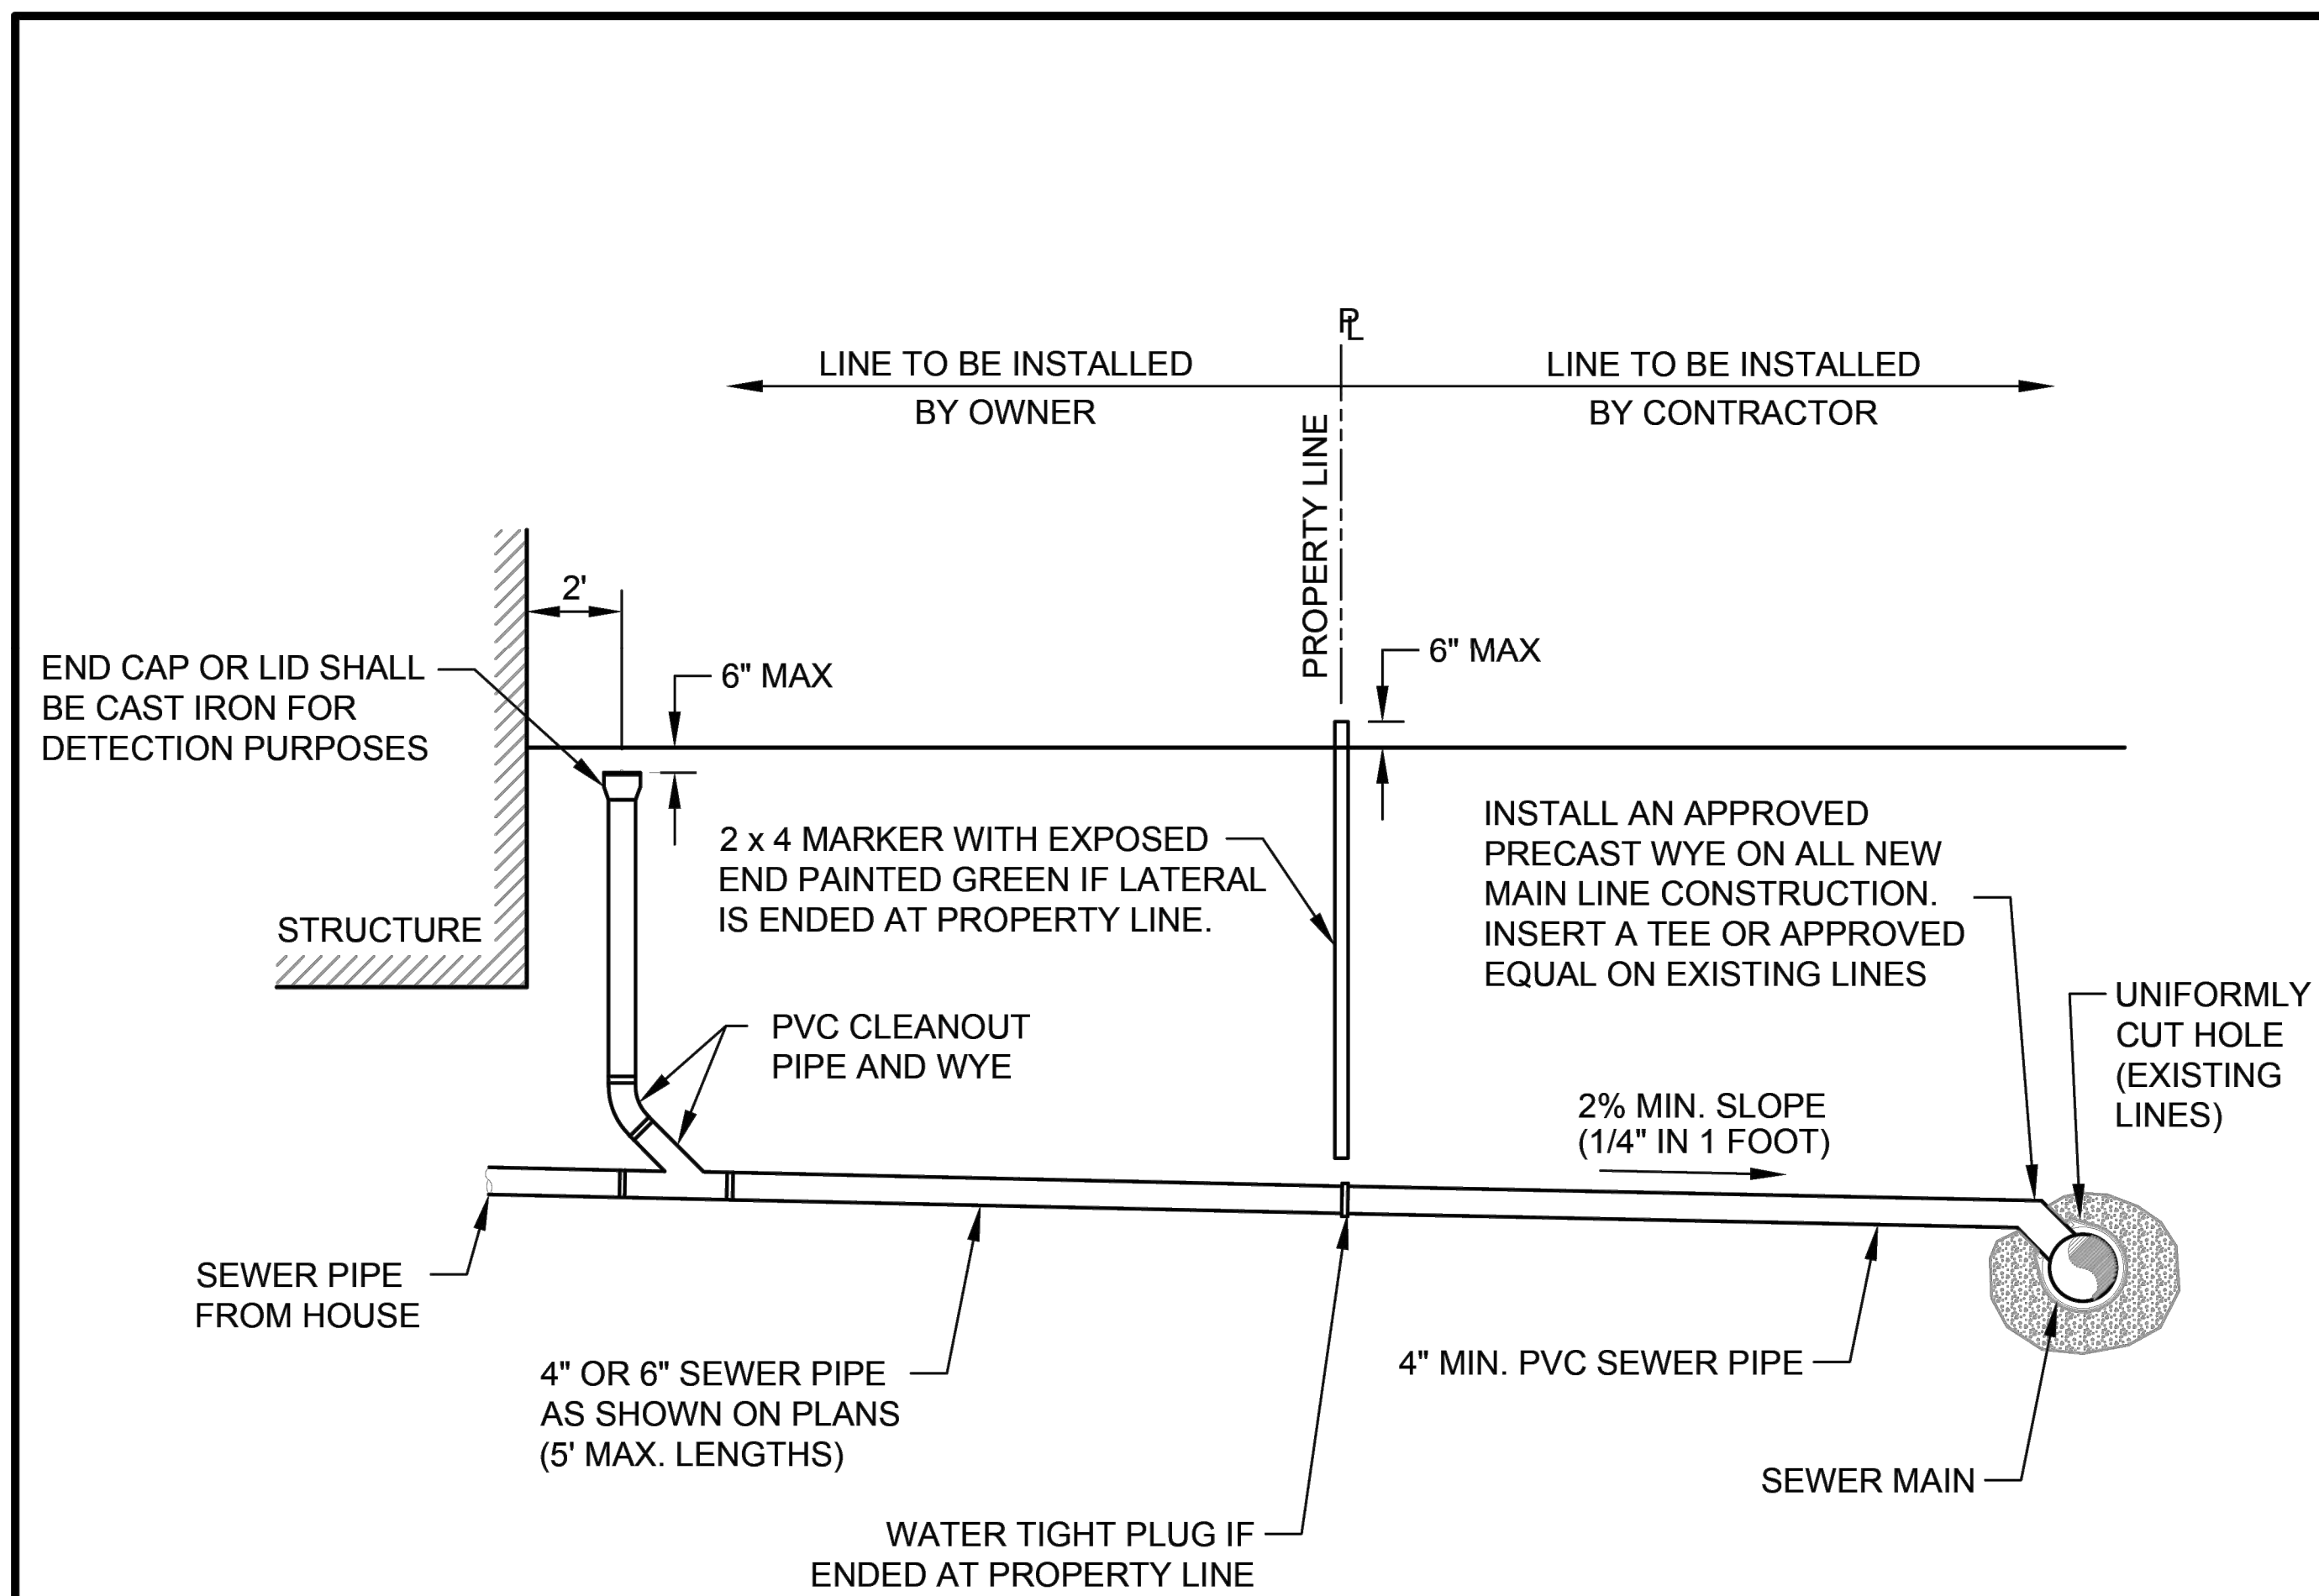 PL
LINE TO BE INSTALLED
BY OWNER
LINE TO BE INSTALLED
BY CONTRACTOR
PROPERTY LINE
2'
END CAP OR LID SHALL
BE CAST IRON FOR
DETECTION PURPOSES
6" MAX
6" MAX
2 x 4 MARKER WITH EXPOSED
END PAINTED GREEN IF LATERAL
IS ENDED AT PROPERTY LINE.
INSTALL AN APPROVED
PRECAST WYE ON ALL NEW
MAIN LINE CONSTRUCTION.
INSERT A TEE OR APPROVED
EQUAL ON EXISTING LINES
STRUCTURE
UNIFORMLY
CUT HOLE
(EXISTING
LINES)
PVC CLEANOUT
PIPE AND WYE
2% MIN. SLOPE
(1/4" IN 1 FOOT)
SEWER PIPE
FROM HOUSE
4" OR 6" SEWER PIPE
AS SHOWN ON PLANS
(5' MAX. LENGTHS)
4" MIN. PVC SEWER PIPE
SEWER MAIN
WATER TIGHT PLUG IF
ENDED AT PROPERTY LINE